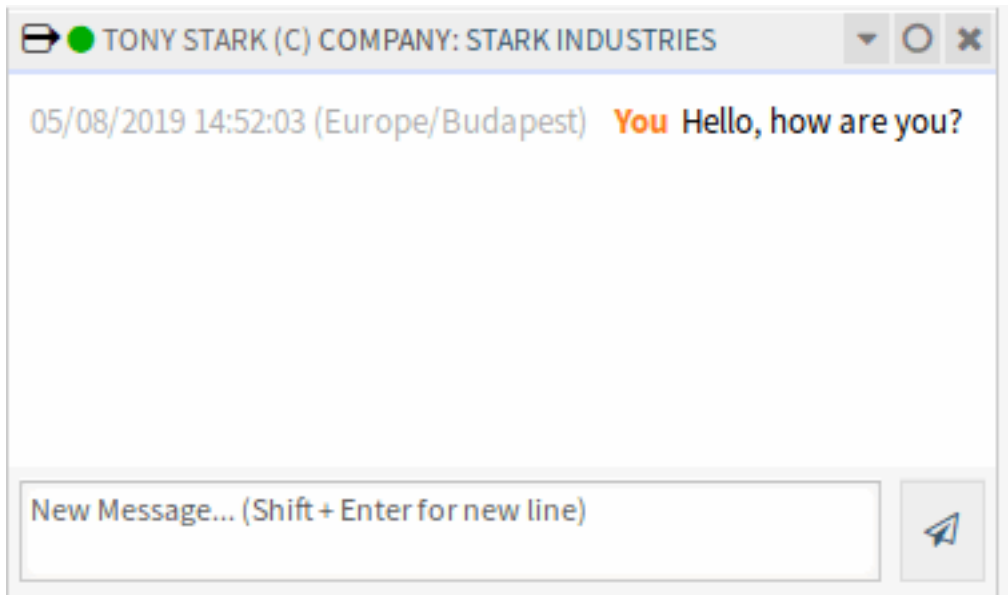 TONY STARK (C) COMPANY: STARK INDUSTRIES
05/08/2019 14:52:03 (Europe/Budapest) You Hello, how are you?
New Message... (Shift + Enter for new line)